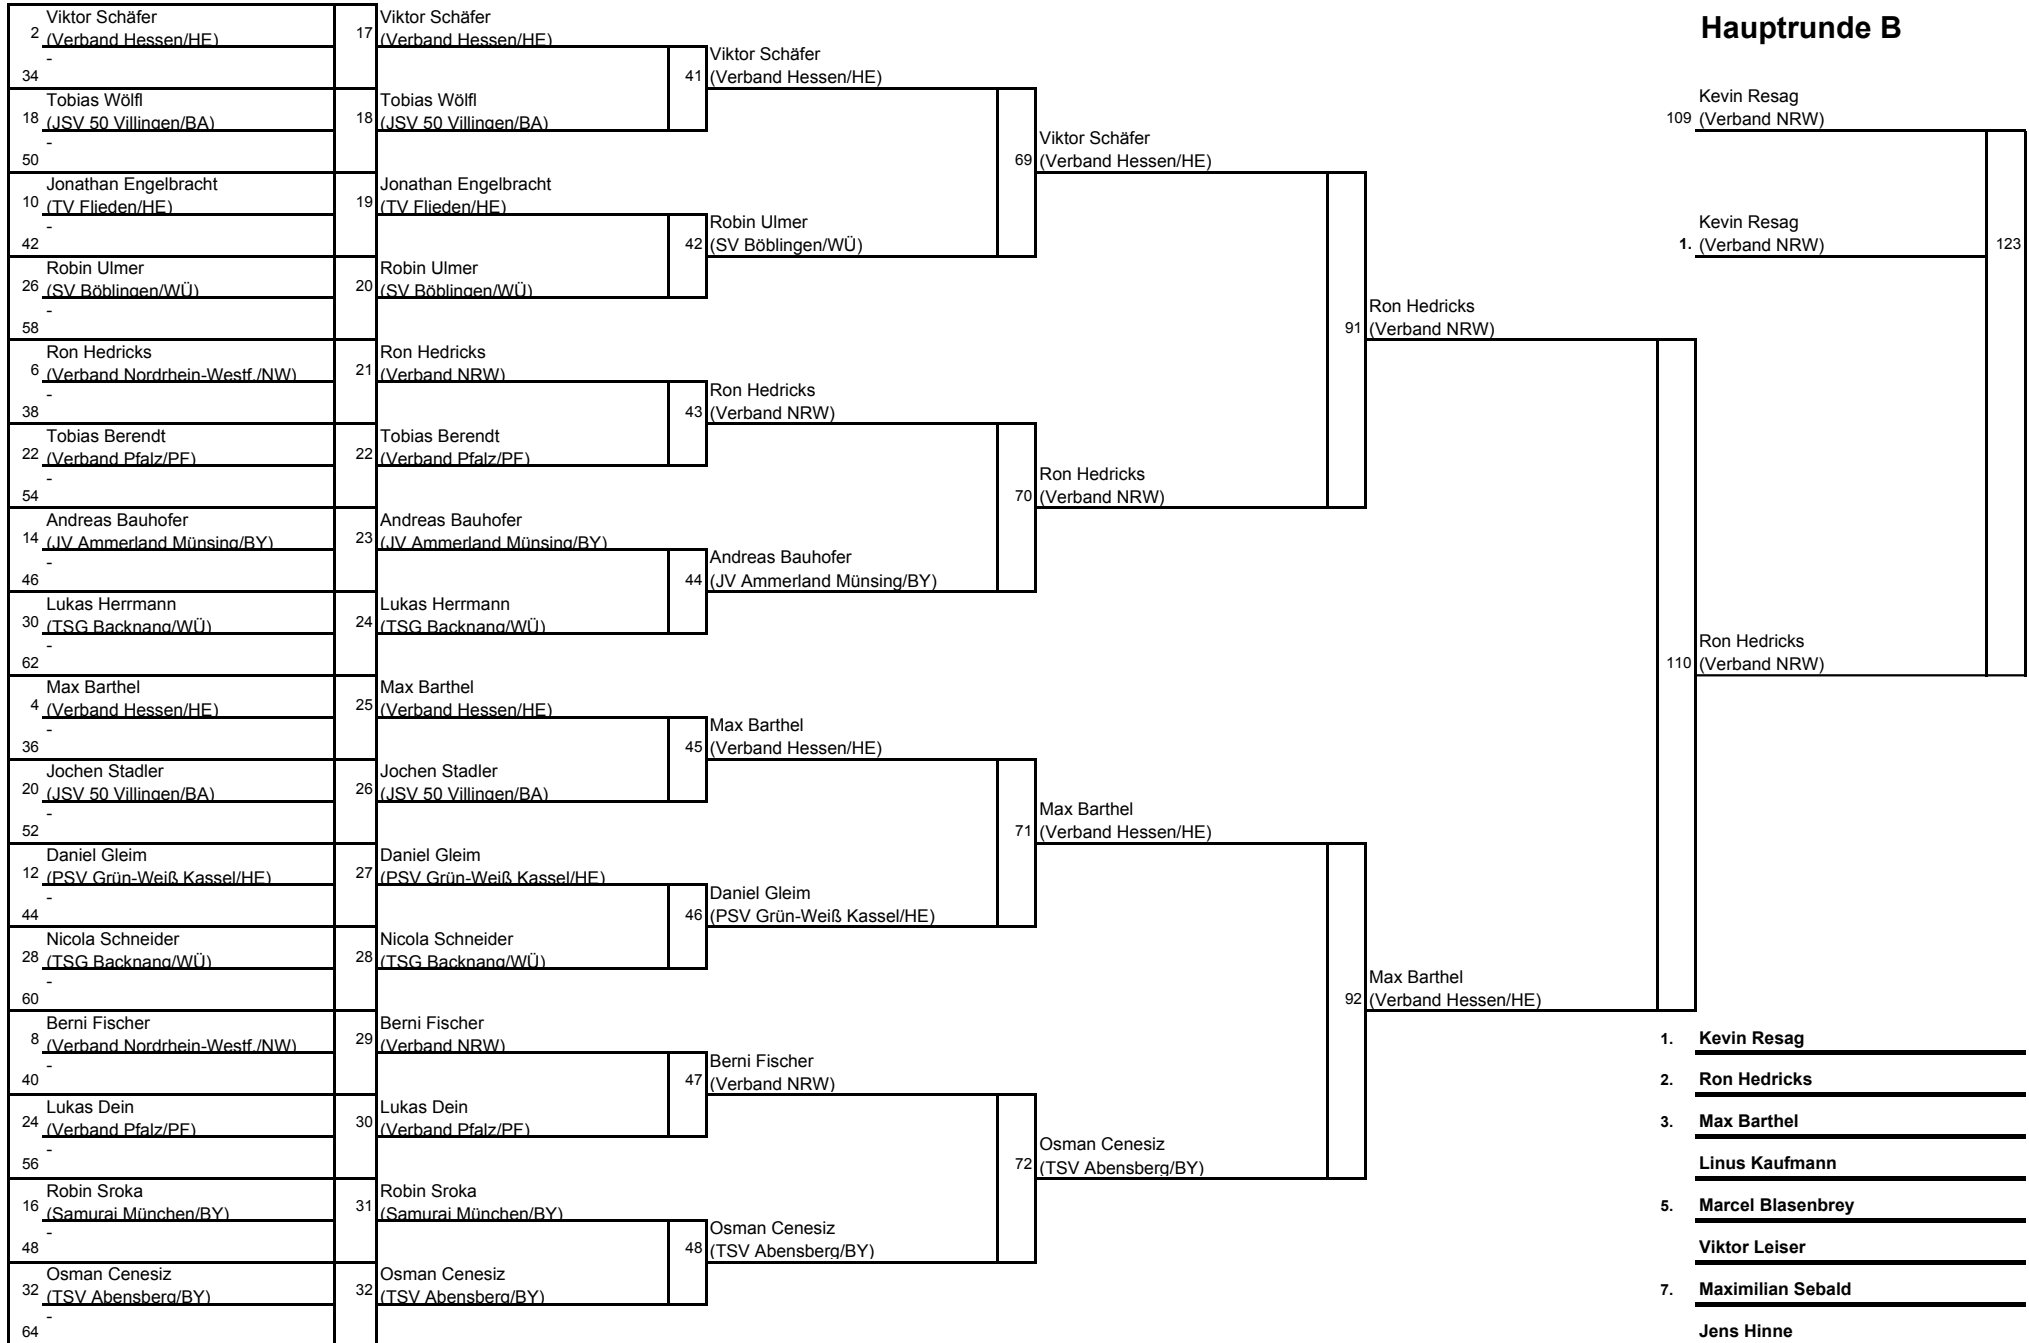 Hauptrunde B
2 Viktor Schäfer
(Verband Hessen/HE)
34 -
18 Tobias Wölfl
(JSV 50 Villingen/BA)
50 -
10 Jonathan Engelbracht
(TV Flieden/HE)
42 -
26 Robin Ulmer
(SV Böblingen/WÜ)
58 -
6 Ron Hedricks
(Verband Nordrhein-Westf./NW)
38 -
22 Tobias Berendt
(Verband Pfalz/PF)
54 -
14 Andreas Bauhofer
(JV Ammerland Münsing/BY)
46 -
30 Lukas Herrmann
(TSG Backnang/WÜ)
62 -
4 Max Barthel
(Verband Hessen/HE)
36 -
20 Jochen Stadler
(JSV 50 Villingen/BA)
52 -
12 Daniel Gleim
(PSV Grün-Weiß Kassel/HE)
44 -
28 Nicola Schneider
(TSG Backnang/WÜ)
60 -
8 Berni Fischer
(Verband Nordrhein-Westf./NW)
40 -
24 Lukas Dein
(Verband Pfalz/PF)
56 -
16 Robin Sroka
(Samurai München/BY)
48 -
32 Osman Cenesiz
(TSV Abensberg/BY)
64 -
17 Viktor Schäfer
(Verband Hessen/HE)
18 Tobias Wölfl
(JSV 50 Villingen/BA)
19 Jonathan Engelbracht
(TV Flieden/HE)
20 Robin Ulmer
(SV Böblingen/WÜ)
21 Ron Hedricks
(Verband NRW)
22 Tobias Berendt
(Verband Pfalz/PF)
23 Andreas Bauhofer
(JV Ammerland Münsing/BY)
24 Lukas Herrmann
(TSG Backnang/WÜ)
25 Max Barthel
(Verband Hessen/HE)
26 Jochen Stadler
(JSV 50 Villingen/BA)
27 Daniel Gleim
(PSV Grün-Weiß Kassel/HE)
28 Nicola Schneider
(TSG Backnang/WÜ)
29 Berni Fischer
(Verband NRW)
30 Lukas Dein
(Verband Pfalz/PF)
31 Robin Sroka
(Samurai München/BY)
32 Osman Cenesiz
(TSV Abensberg/BY)
41 Viktor Schäfer
(Verband Hessen/HE)
42 Robin Ulmer
(SV Böblingen/WÜ)
43 Ron Hedricks
(Verband NRW)
44 Andreas Bauhofer
(JV Ammerland Münsing/BY)
45 Max Barthel
(Verband Hessen/HE)
46 Daniel Gleim
(PSV Grün-Weiß Kassel/HE)
47 Berni Fischer
(Verband NRW)
48 Osman Cenesiz
(TSV Abensberg/BY)
69 Viktor Schäfer
(Verband Hessen/HE)
70 Ron Hedricks
(Verband NRW)
71 Max Barthel
(Verband Hessen/HE)
72 Osman Cenesiz
(TSV Abensberg/BY)
91 Ron Hedricks
(Verband NRW)
92 Max Barthel
(Verband Hessen/HE)
109 Kevin Resag
(Verband NRW)
1. Kevin Resag
(Verband NRW)
123
110 Ron Hedricks
(Verband NRW)
1. Kevin Resag
2. Ron Hedricks
3. Max Barthel
Linus Kaufmann
5. Marcel Blasenbrey
Viktor Leiser
7. Maximilian Sebald
Jens Hinne